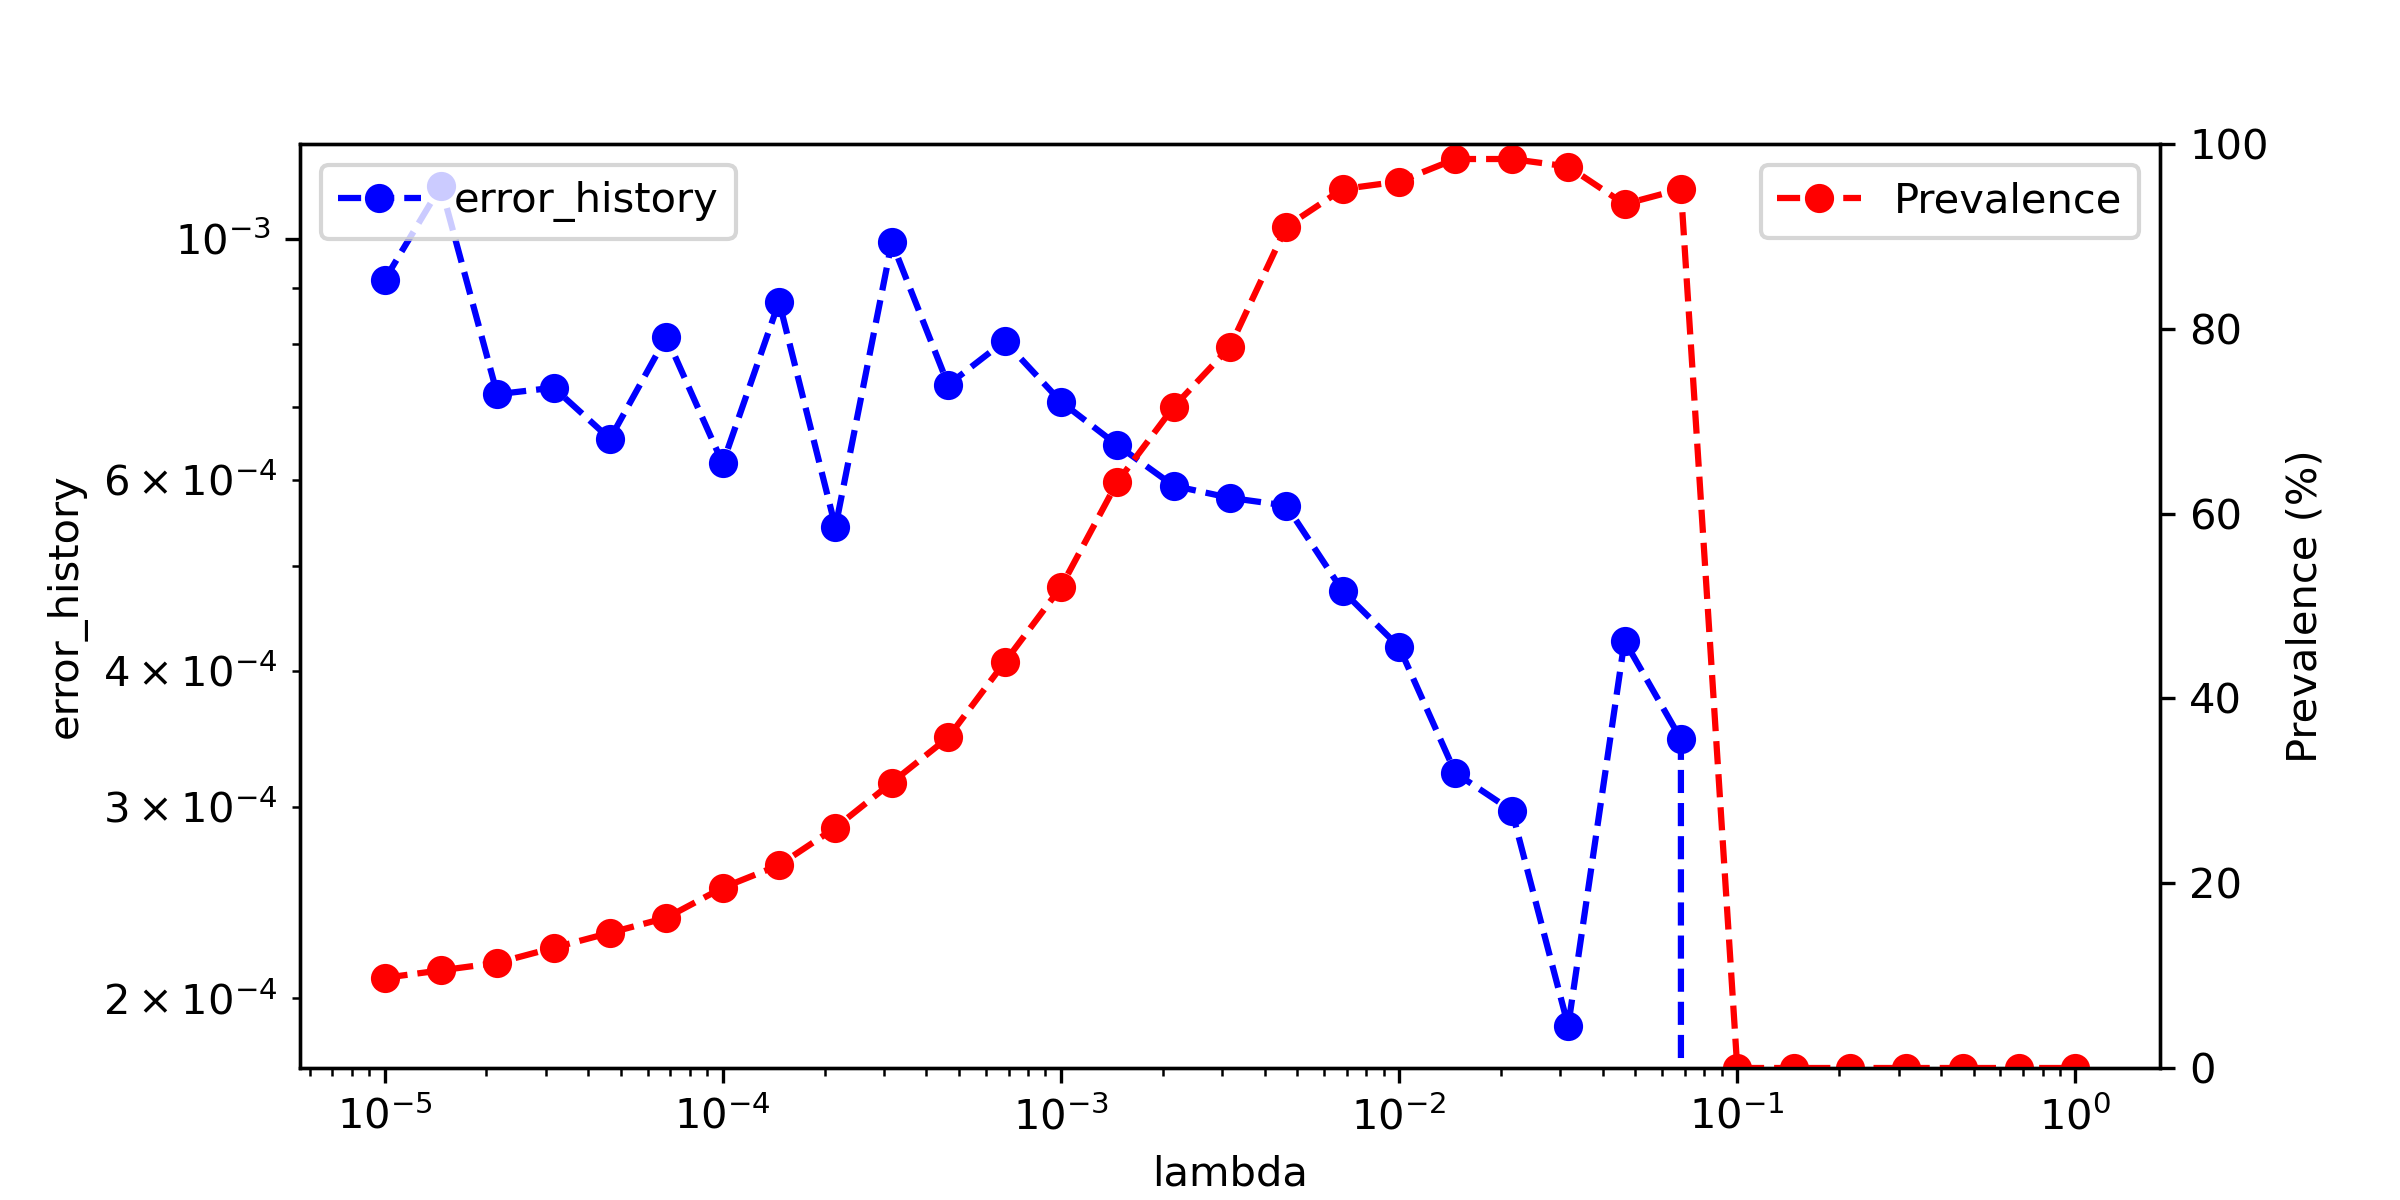 error_history
Prevalence
10⁻³
6 × 10⁻⁴
4 × 10⁻⁴
3 × 10⁻⁴
2 × 10⁻⁴
error_history
100
80
60
40
20
0
Prevalence (%)
10⁻⁵ 10⁻⁴ 10⁻³ 10⁻² 10⁻¹ 10⁰
lambda